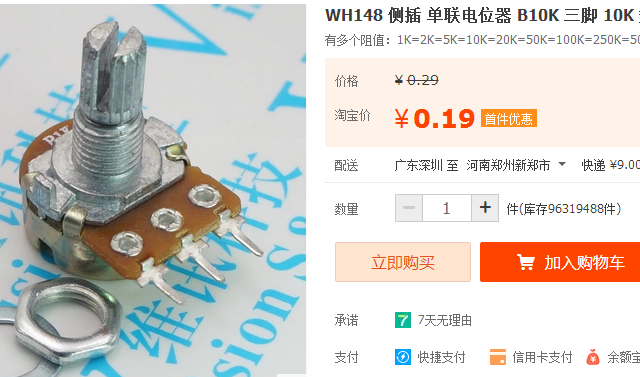 WH148 侧插 单联电位器 B10K 三脚 10K
有多个阻值：1K=2K=5K=10K=20K=50K=100K=250K=50
价格
¥ 0.29
淘宝价
¥ 0.19 首件优惠
配送
广东深圳 至 河南郑州新郑市 快递 ¥9.00
数量
1
件(库存96319488件)
立即购买
加入购物车
承诺
7 7天无理由
支付
快捷支付
信用卡支付
余额宝